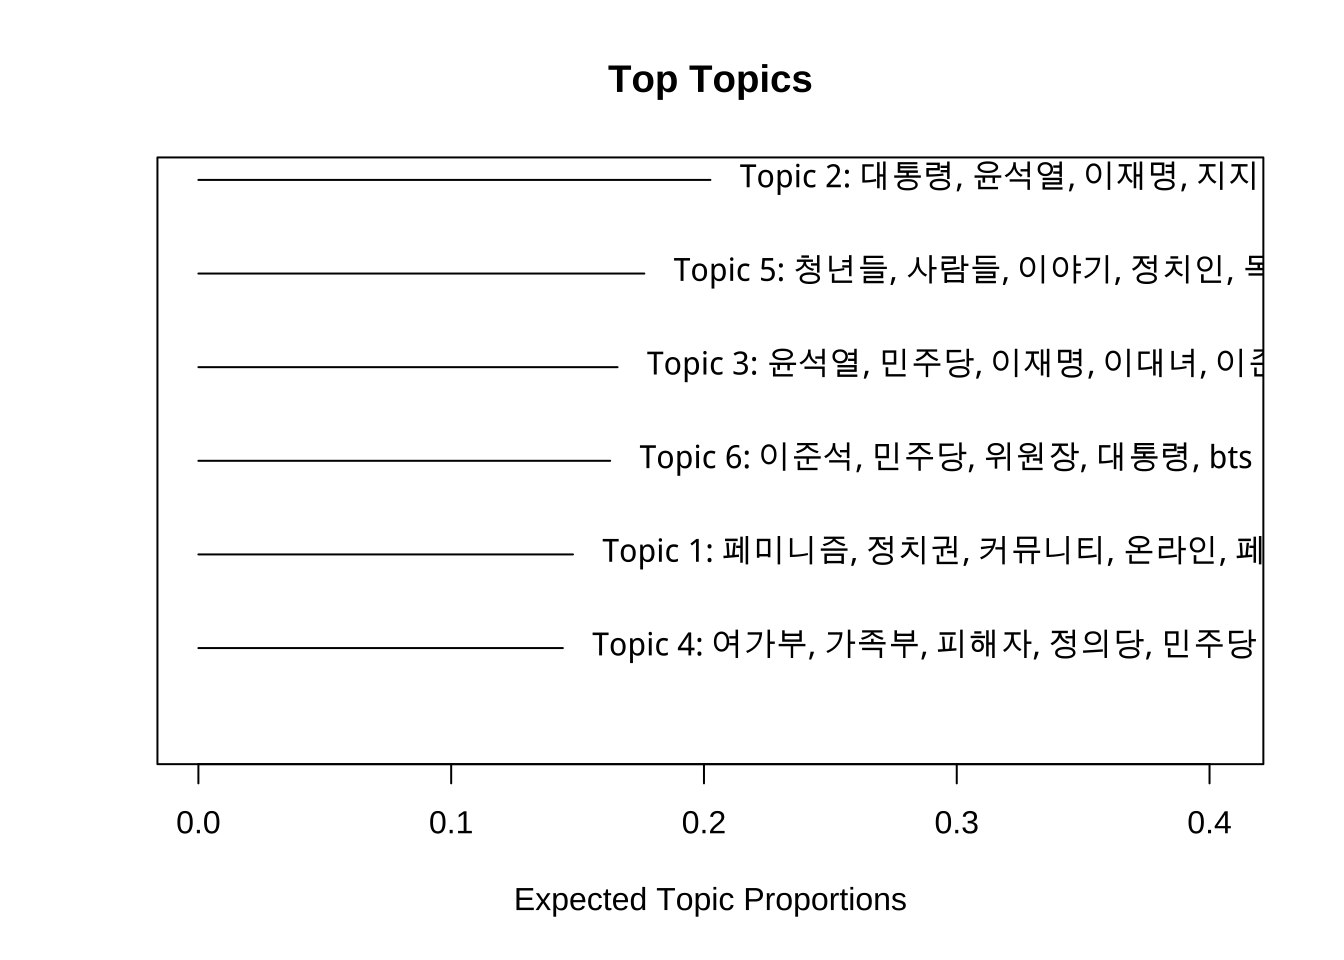 Top Topics
Topic 2: 대통령, 윤석열, 이재명, 지지
Topic 5: 청년들, 사람들, 이야기, 정치인,
Topic 3: 윤석열, 민주당, 이재명, 이대녀,
Topic 6: 이준석, 민주당, 위원장, 대통령, bts
Topic 1: 페미니즘, 정치권, 커뮤니티, 온라인,
Topic 4: 여가부, 가족부, 피해자, 정의당, 민주당
0.0 0.1 0.2 0.3 0.4
Expected Topic Proportions